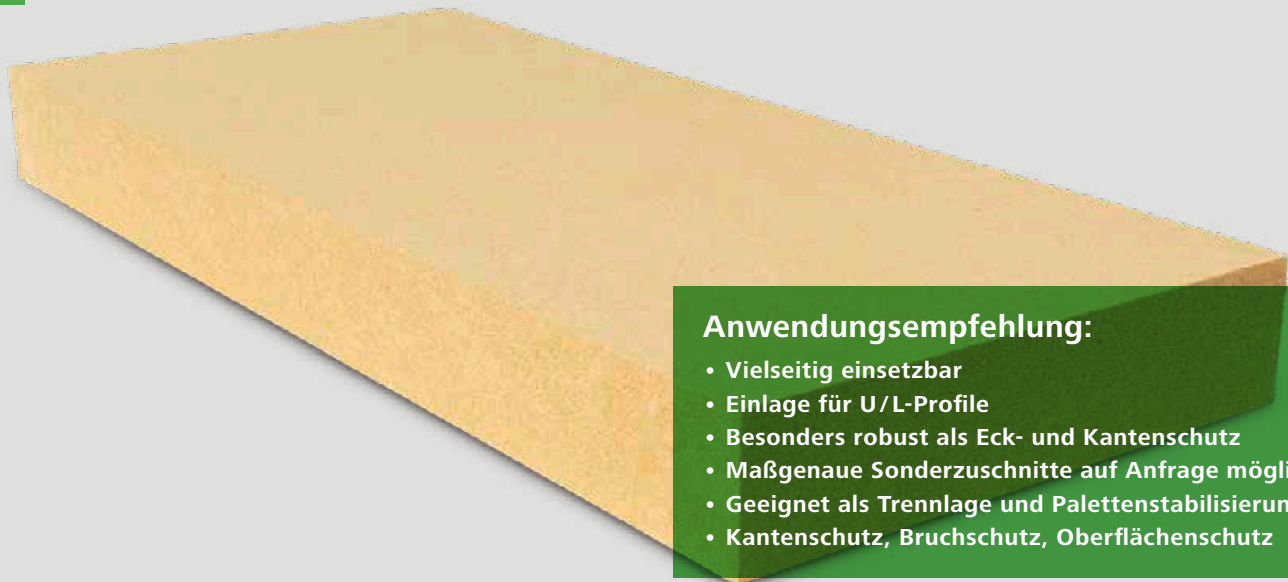 Anwendungsempfehlung:
• Vielseitig einsetzbar
• Einlage für U/L-Profile
• Besonders robust als Eck- und Kantenschutz
• Maßgenaue Sonderzuschnitte auf Anfrage mögli
• Geeignet als Trennlage und Palettenstabilisierun
• Kantenschutz, Bruchschutz, Oberflächenschutz